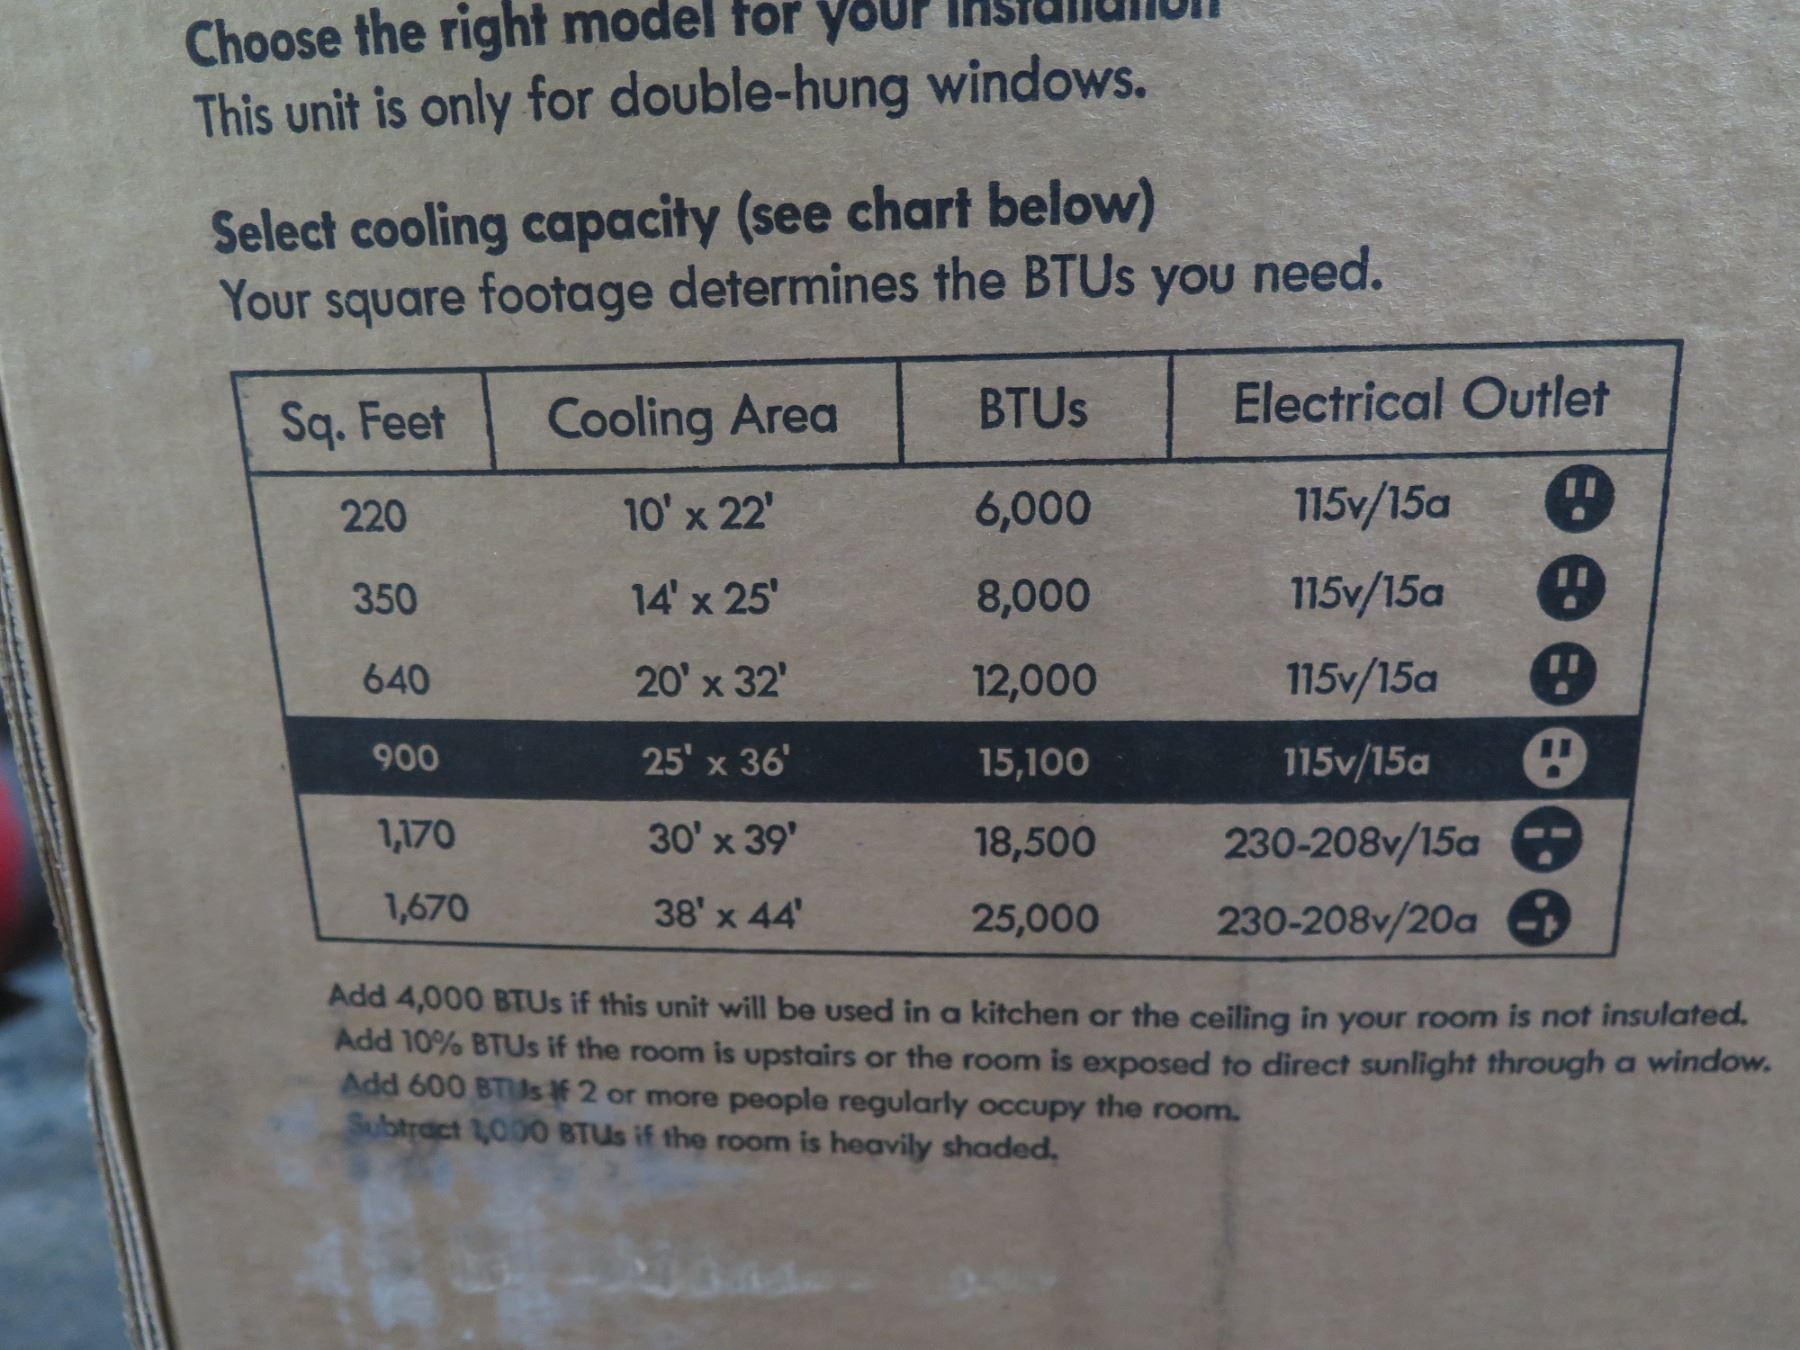 Choose the right model for your installation
This unit is only for double-hung windows.
Select cooling capacity (see chart below)
Your square footage determines the BTUs you need.
Sq. Feet Cooling Area BTUs Electrical Outlet
220 10' x 22' 6,000 115v/15a
350 14' x 25' 8,000 115v/15a
640 20' x 32' 12,000 115v/15a
900 25' x 36' 15,100 115v/15a
1,170 30' x 39' 18,500 230-208v/15a
1,670 38' x 44' 25,000 230-208v/20a
Add 4,000 BTUs if this unit will be used in a kitchen or the ceiling in your room is not insulated.
Add 10% BTUs if the room is upstairs or the room is exposed to direct sunlight through a window.
Add 600 BTUs if 2 or more people regularly occupy the room.
Subtract 1,000 BTUs if the room is heavily shaded.